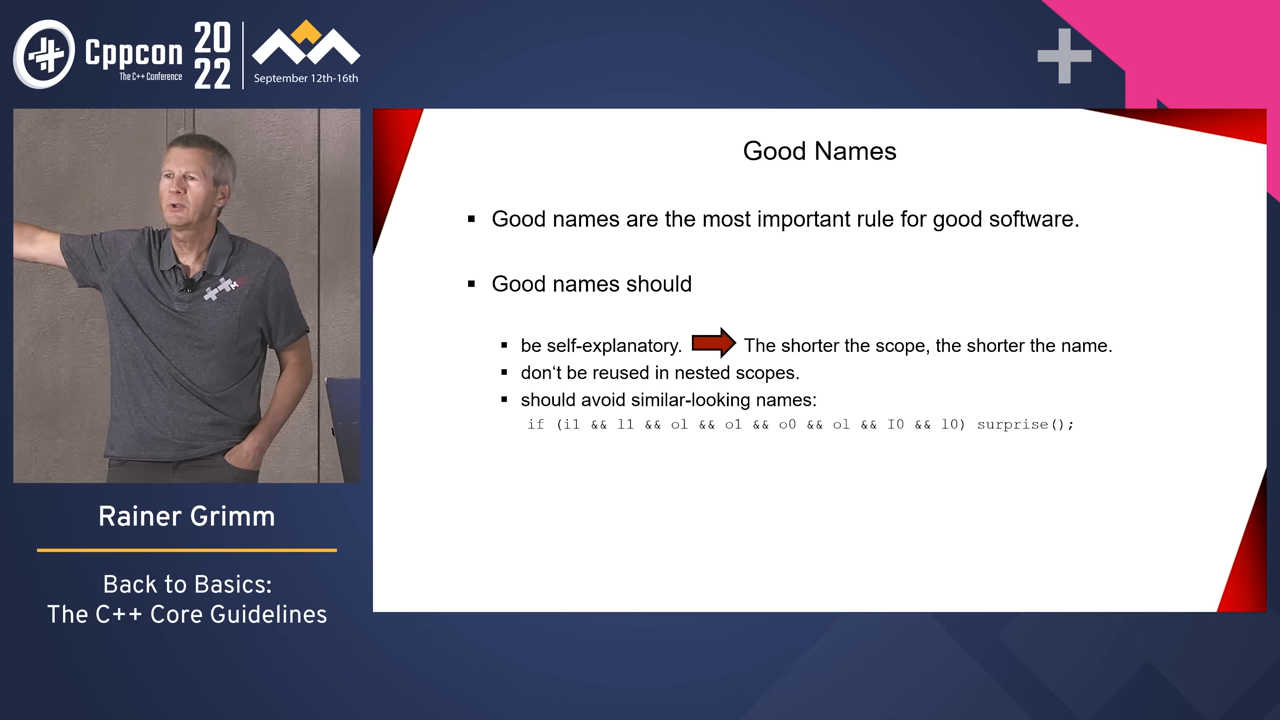 Cppcon
The C++ Conference
20
22
September 12th-16th
Good Names
Good names are the most important rule for good software.
Good names should
be self-explanatory. The shorter the scope, the shorter the name.
don't be reused in nested scopes.
should avoid similar-looking names:
if (i1 && l1 && ol && o1 && o0 && ol && I0 && l0) surprise();
Rainer Grimm
Back to Basics:
The C++ Core Guidelines